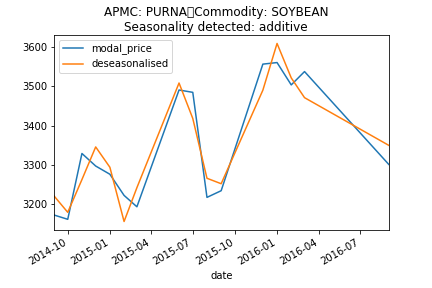 APMC: PURNA▯Commodity: SOYBEAN
Seasonality detected: additive
modal_price
deseasonalised
3600
3500
3400
3300
3200
2014-10
2015-01
2015-04
2015-07
2015-10
2016-01
2016-04
2016-07
date